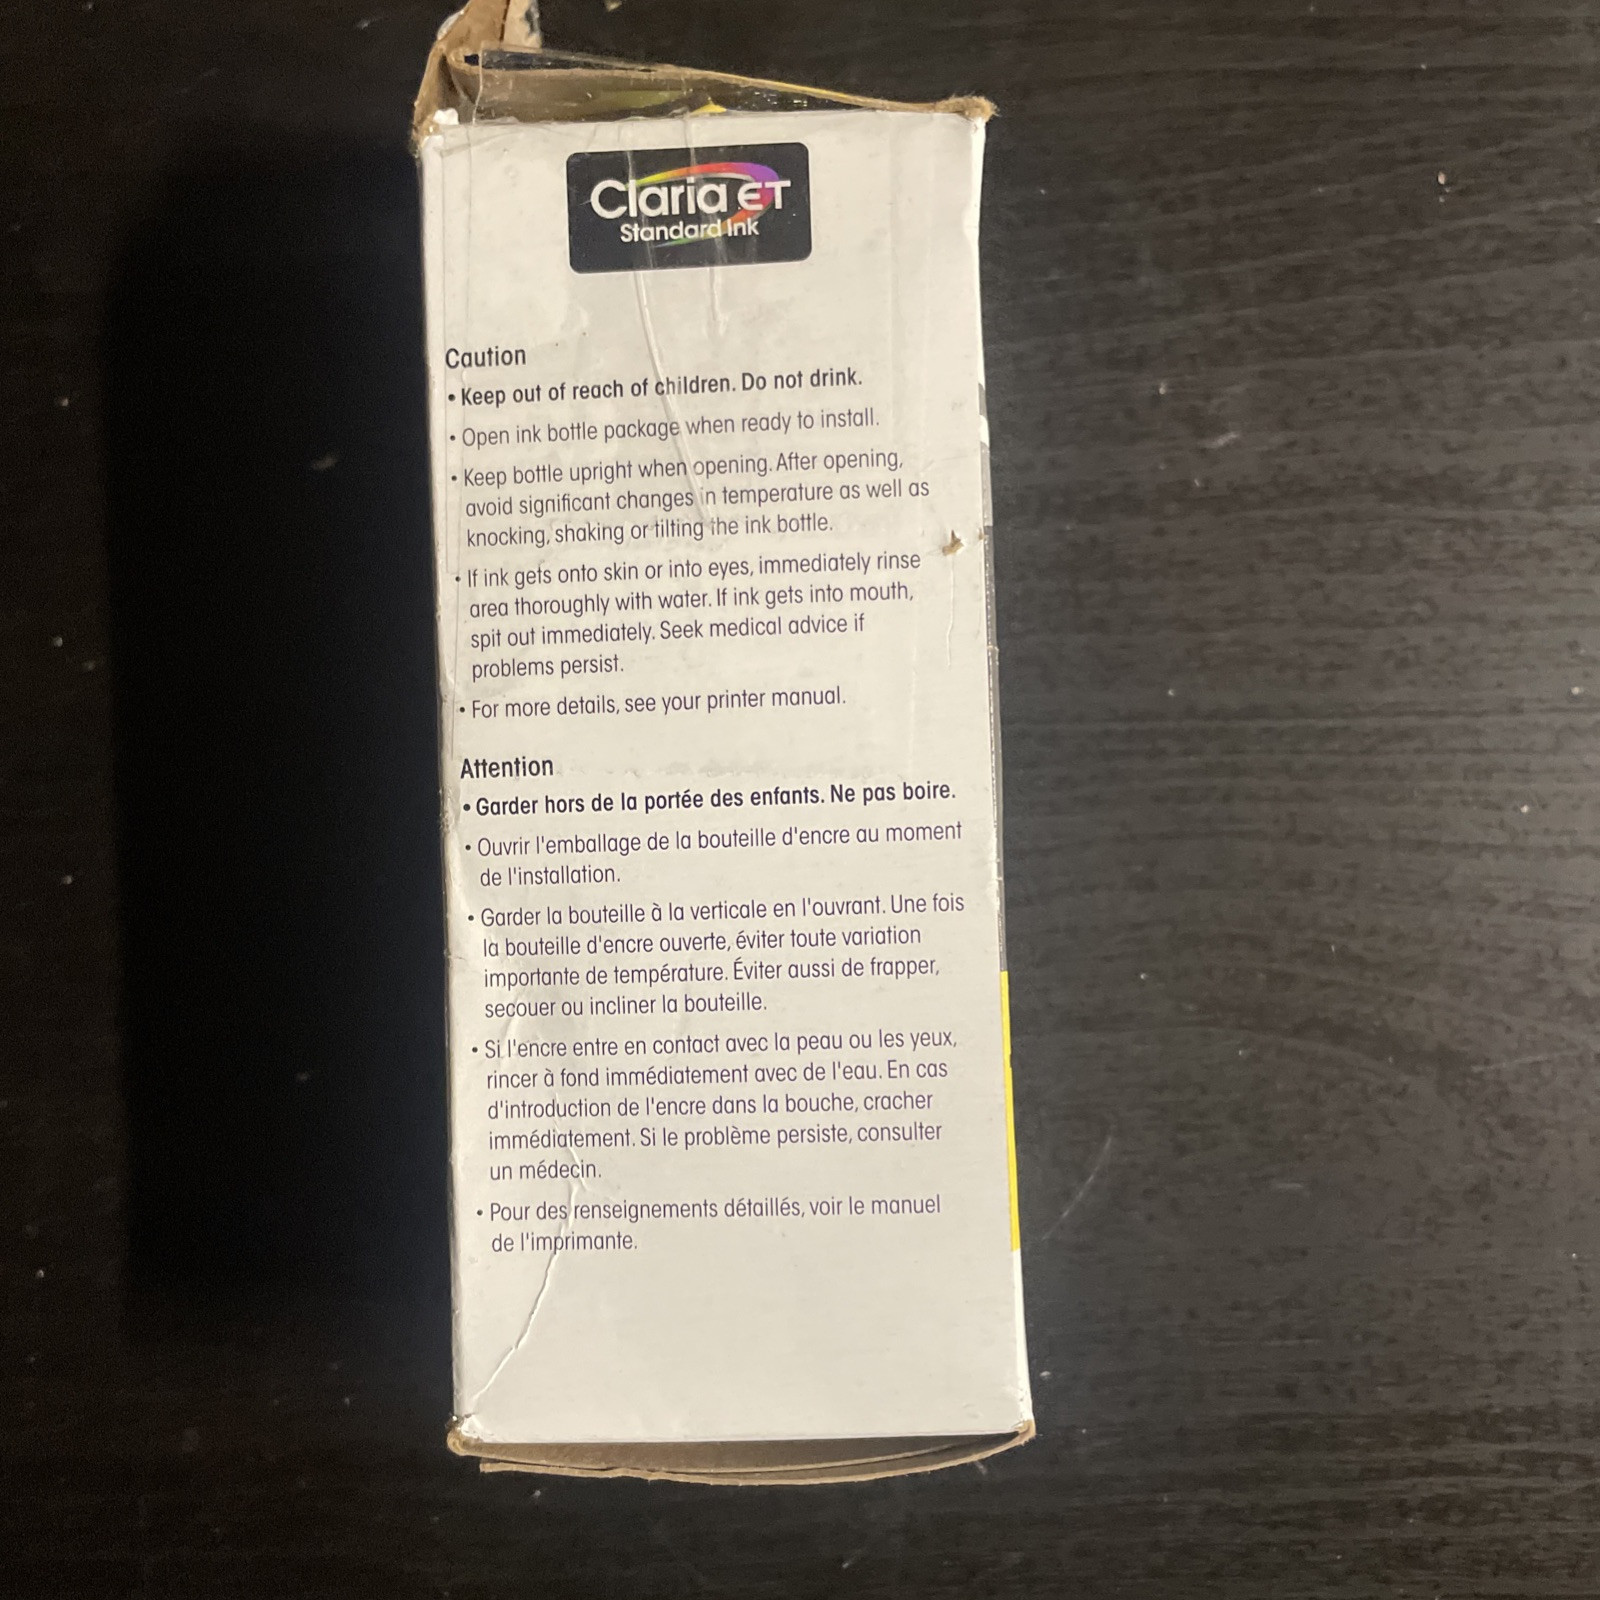 Claria ET
Standard Ink
Caution
• Keep out of reach of children. Do not drink.
• Open ink bottle package when ready to install.
• Keep bottle upright when opening. After opening,
avoid significant changes in temperature as well as
knocking, shaking or tilting the ink bottle.
• If ink gets onto skin or into eyes, immediately rinse
area thoroughly with water. If ink gets into mouth,
spit out immediately. Seek medical advice if
problems persist.
• For more details, see your printer manual.
Attention
• Garder hors de la portée des enfants. Ne pas boire.
• Ouvrir l'emballage de la bouteille d'encre au moment
de l'installation.
• Garder la bouteille à la verticale en l'ouvrant. Une fois
la bouteille d'encre ouverte, éviter toute variation
importante de température. Éviter aussi de frapper,
secouer ou incliner la bouteille.
• Si l'encre entre en contact avec la peau ou les yeux,
rincer à fond immédiatement avec de l'eau. En cas
d'introduction de l'encre dans la bouche, cracher
immédiatement. Si le problème persiste, consulter
un médecin.
• Pour des renseignements détaillés, voir le manuel
de l'imprimante.